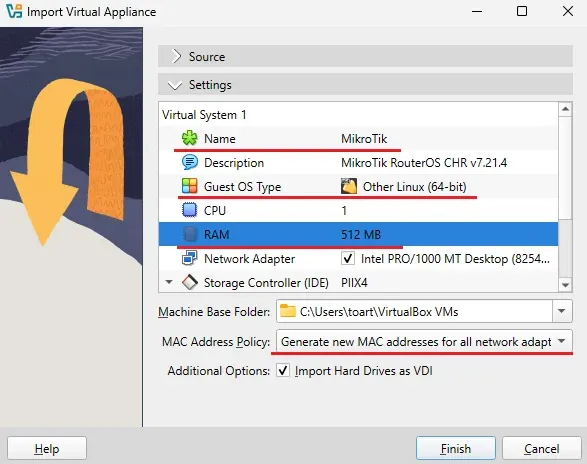 Import Virtual Appliance
Source
Settings
Virtual System 1
Name MikroTik
Description MikroTik RouterOS CHR v7.21.4
Guest OS Type Other Linux (64-bit)
CPU 1
RAM 512 MB
Network Adapter Intel PRO/1000 MT Desktop (8254...
Storage Controller (IDE) PIIX4
Machine Base Folder: C:\Users\toart\VirtualBox VMs
MAC Address Policy: Generate new MAC addresses for all network adapt
Additional Options: Import Hard Drives as VDI
Help Finish Cancel